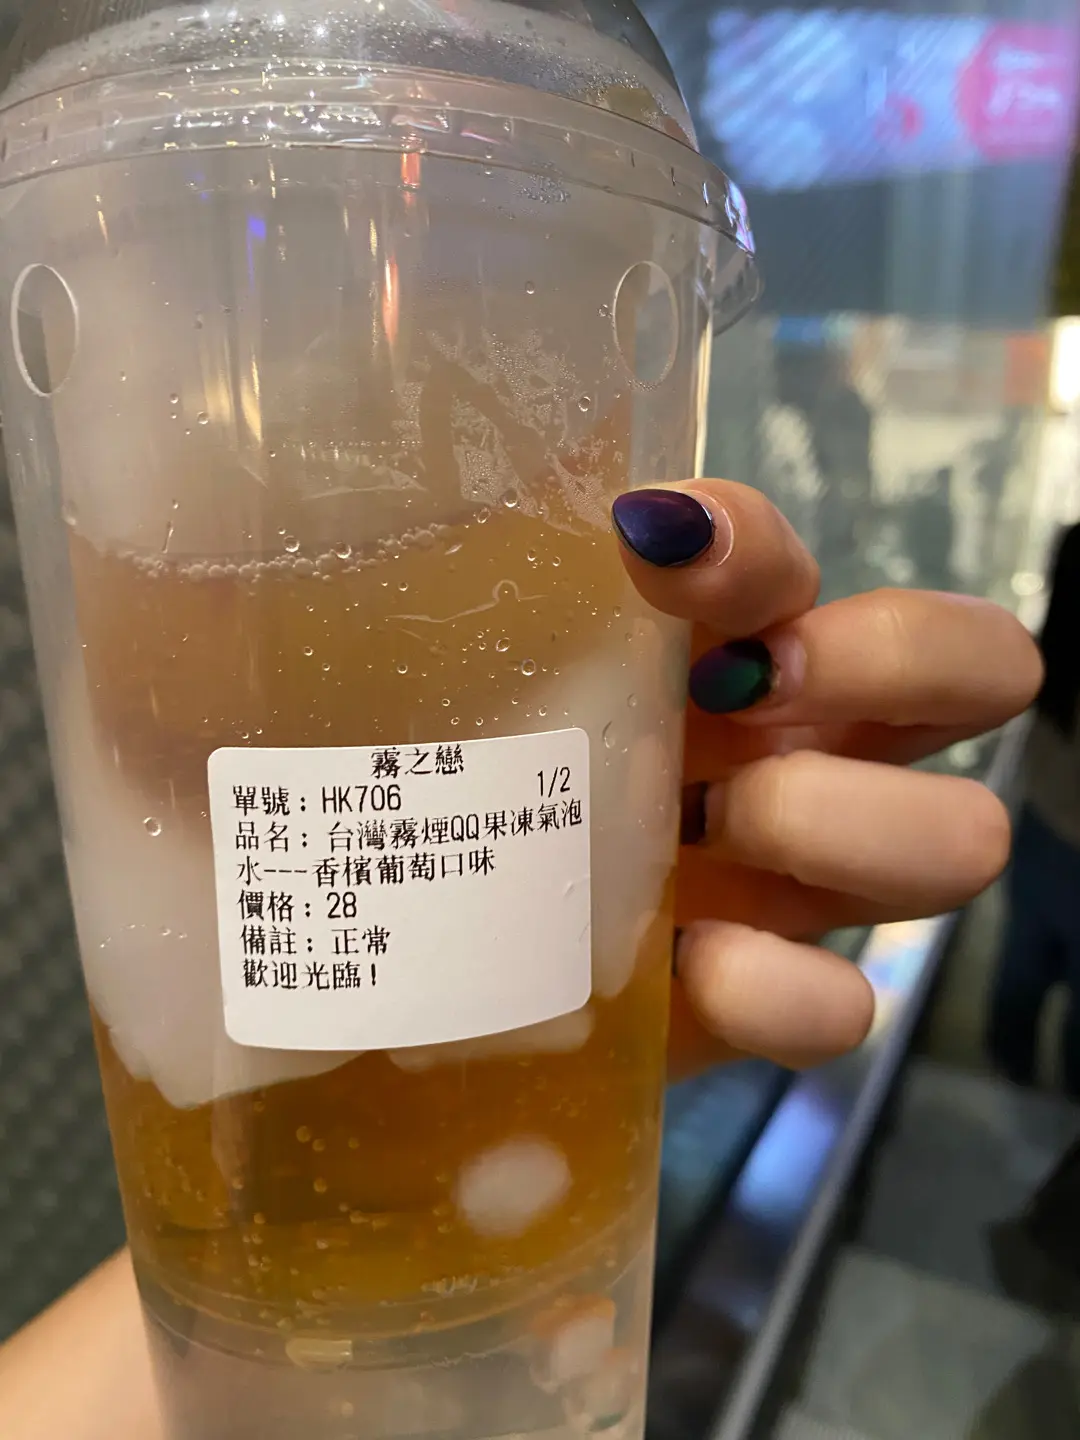 霧之戀
單號：HK706 1/2
品名：台灣霧煙QQ果凍氣泡
水---香檳葡萄口味
價格：28
備註：正常
歡迎光臨！